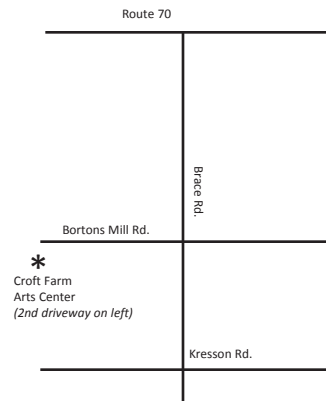 Route 70
Brace Rd.
Bortons Mill Rd.
*
Croft Farm
Arts Center
(2nd driveway on left)
Kresson Rd.